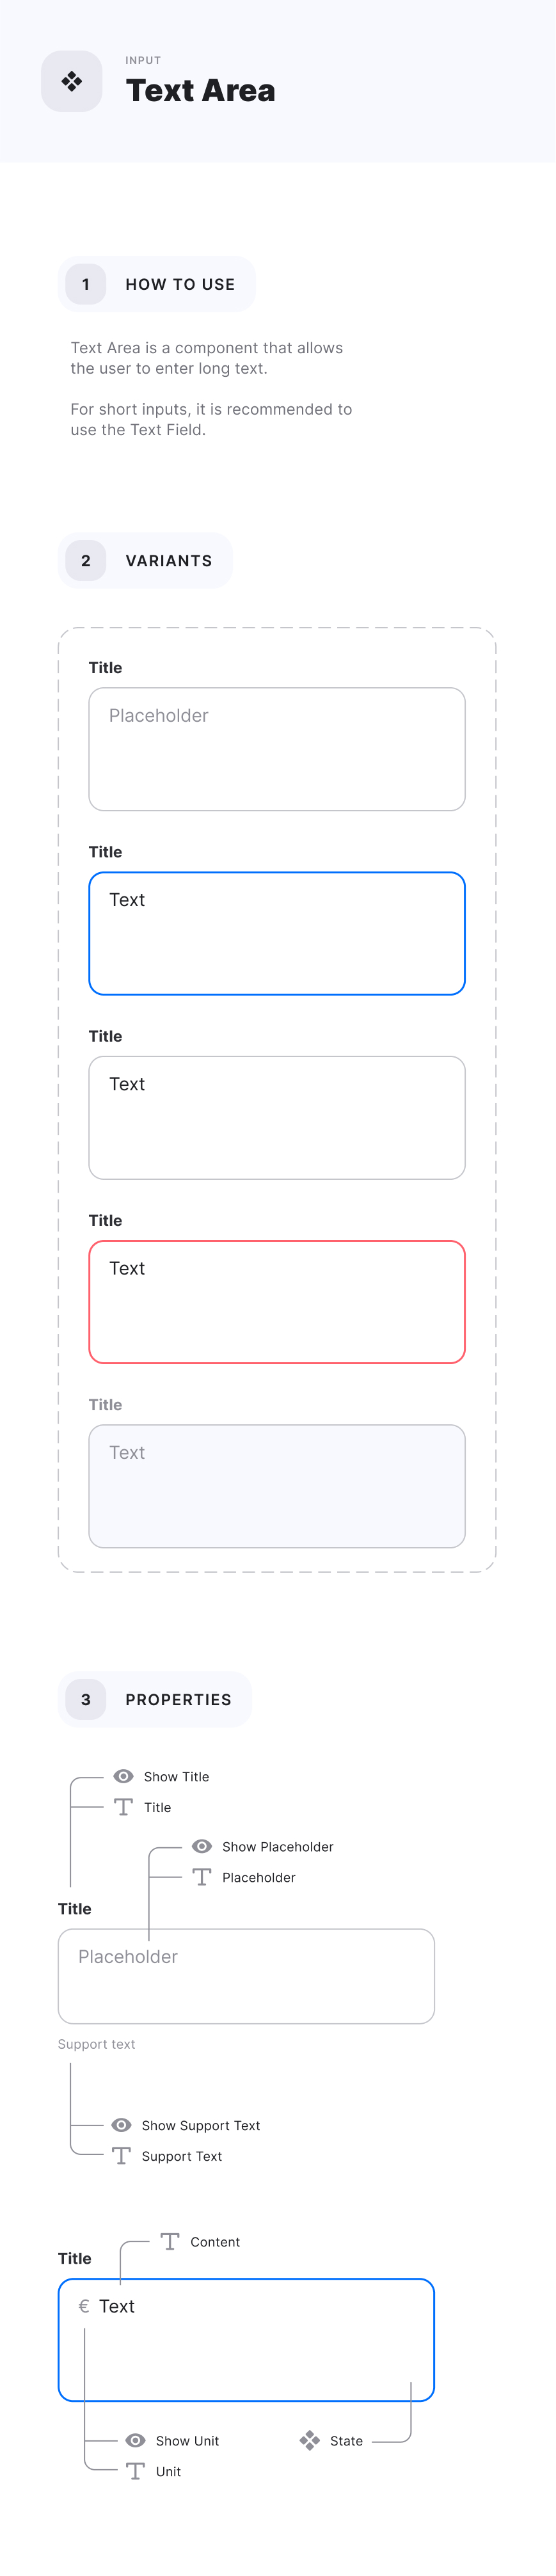 INPUT
Text Area
1 HOW TO USE
Text Area is a component that allows
the user to enter long text.
For short inputs, it is recommended to
use the Text Field.
2 VARIANTS
Title
Placeholder
Title
Text
Title
Text
Title
Text
Title
Text
3 PROPERTIES
Show Title
Title
Show Placeholder
Placeholder
Title
Placeholder
Support text
Show Support Text
Support Text
Content
Title
€ Text
Show Unit
State
Unit